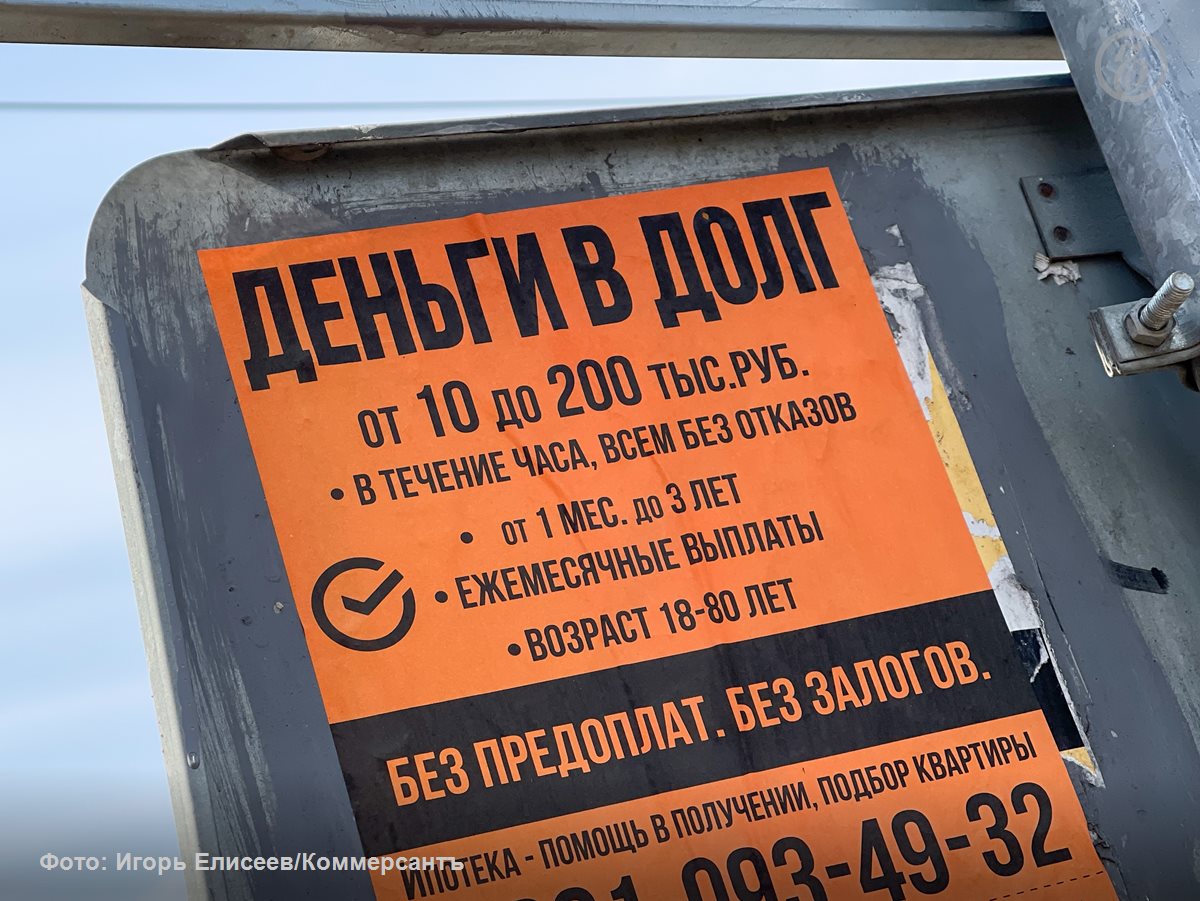 ДЕНЬГИ В ДОЛГ
ОТ 10 ДО 200 ТЫС.РУБ.
• В ТЕЧЕНИЕ ЧАСА, ВСЕМ БЕЗ ОТКАЗОВ
• ОТ 1 МЕС. ДО 3 ЛЕТ
• ЕЖЕМЕСЯЧНЫЕ ВЫПЛАТЫ
• ВОЗРАСТ 18-80 ЛЕТ
БЕЗ ПРЕДОПЛАТ. БЕЗ ЗАЛОГОВ.
ИПОТЕКА - ПОМОЩЬ В ПОЛУЧЕНИИ, ПОДБОР КВАРТИРЫ
093-49-32
Фото: Игорь Елисеев/Коммерсантъ